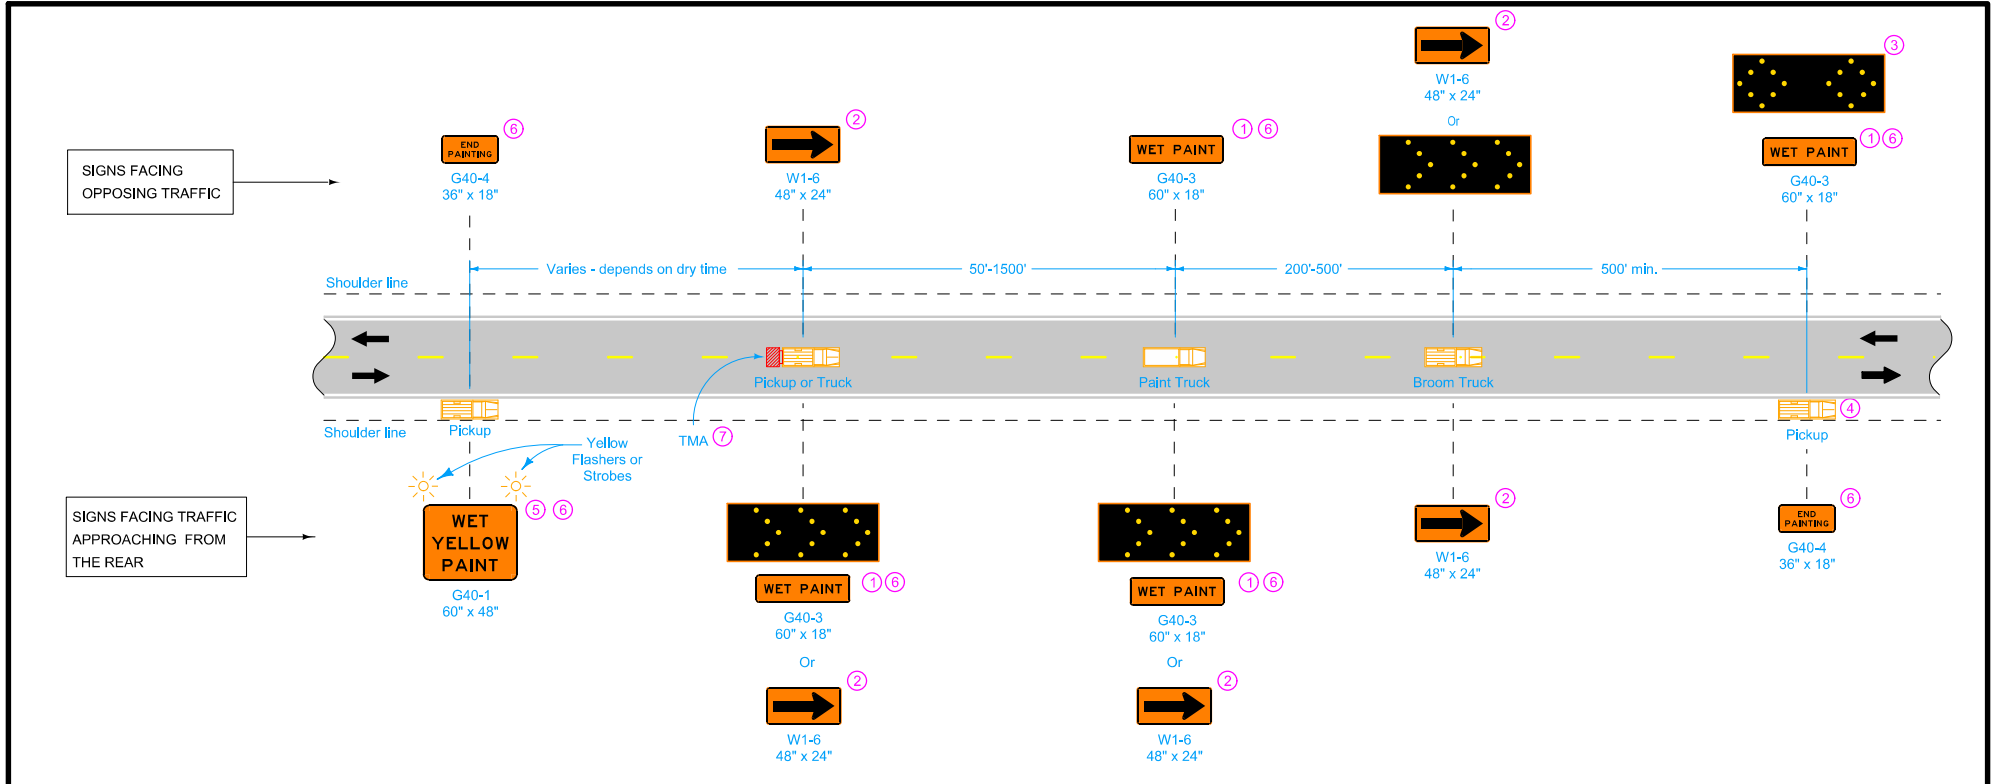 2
3
W1-6
48" x 24"
Or
6
END
PAINTING
G40-4
36" x 18"
2
W1-6
48" x 24"
1 6
WET PAINT
G40-3
60" x 18"
1 6
WET PAINT
G40-3
60" x 18"
SIGNS FACING
OPPOSING TRAFFIC
Varies - depends on dry time
50'-1500'
200'-500'
500' min.
Shoulder line
Pickup or Truck
Paint Truck
Broom Truck
Shoulder line
Pickup
TMA 7
4
Pickup
Yellow
Flashers or
Strobes
SIGNS FACING TRAFFIC
APPROACHING FROM
THE REAR
5 6
WET
YELLOW
PAINT
G40-1
60" x 48"
1 6
WET PAINT
G40-3
60" x 18"
Or
2
W1-6
48" x 24"
1 6
WET PAINT
G40-3
60" x 18"
Or
2
W1-6
48" x 24"
2
W1-6
48" x 24"
6
END
PAINTING
G40-4
36" x 18"